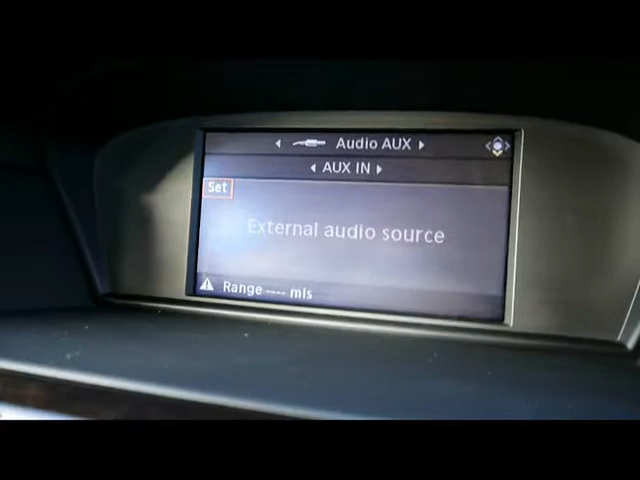 Audio AUX
AUX IN
Set
External audio source
Range ---- mls